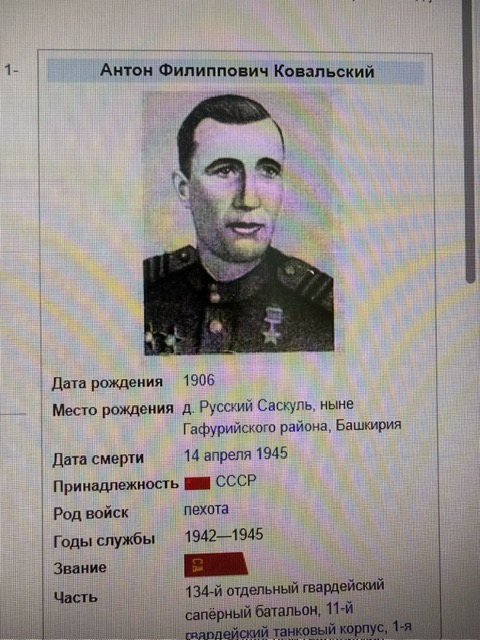 1-
Антон Филиппович Ковальский
Дата рождения 1906
Место рождения д. Русский Саскуль, ныне
Гафурийского района, Башкирия
Дата смерти 14 апреля 1945
Принадлежность СССР
Род войск пехота
Годы службы 1942—1945
Звание СА
Часть 134-й отдельный гвардейский
сапёрный батальон, 11-й
гвардейский танковый корпус, 1-я